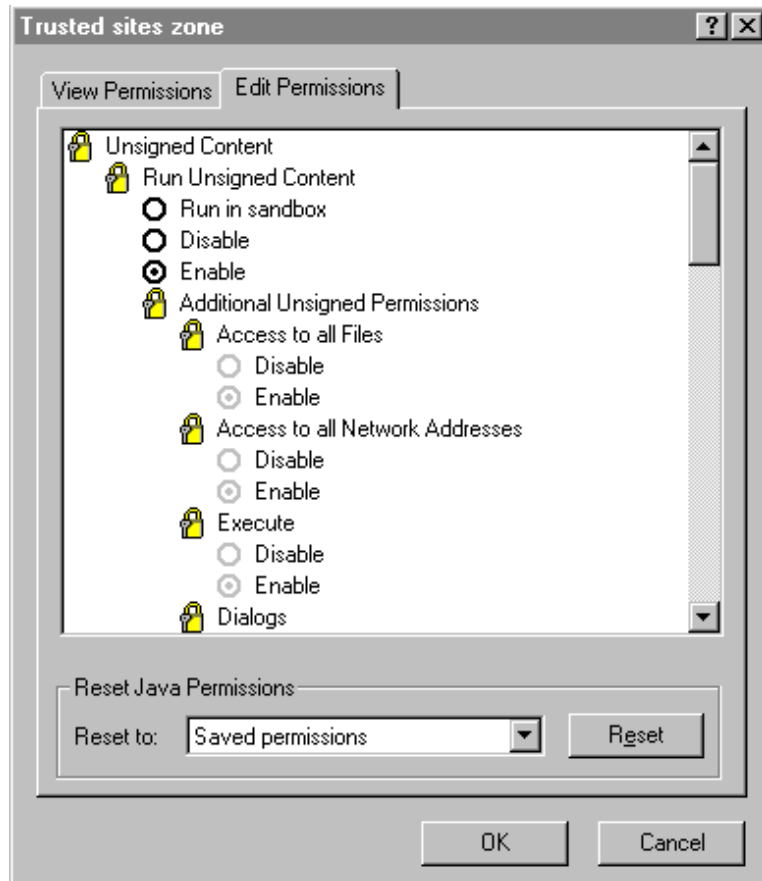 Trusted sites zone
View Permissions
Edit Permissions
Unsigned Content
Run Unsigned Content
Run in sandbox
Disable
Enable
Additional Unsigned Permissions
Access to all Files
Disable
Enable
Access to all Network Addresses
Disable
Enable
Execute
Disable
Enable
Dialogs
Reset Java Permissions
Reset to:
Saved permissions
Reset
OK
Cancel